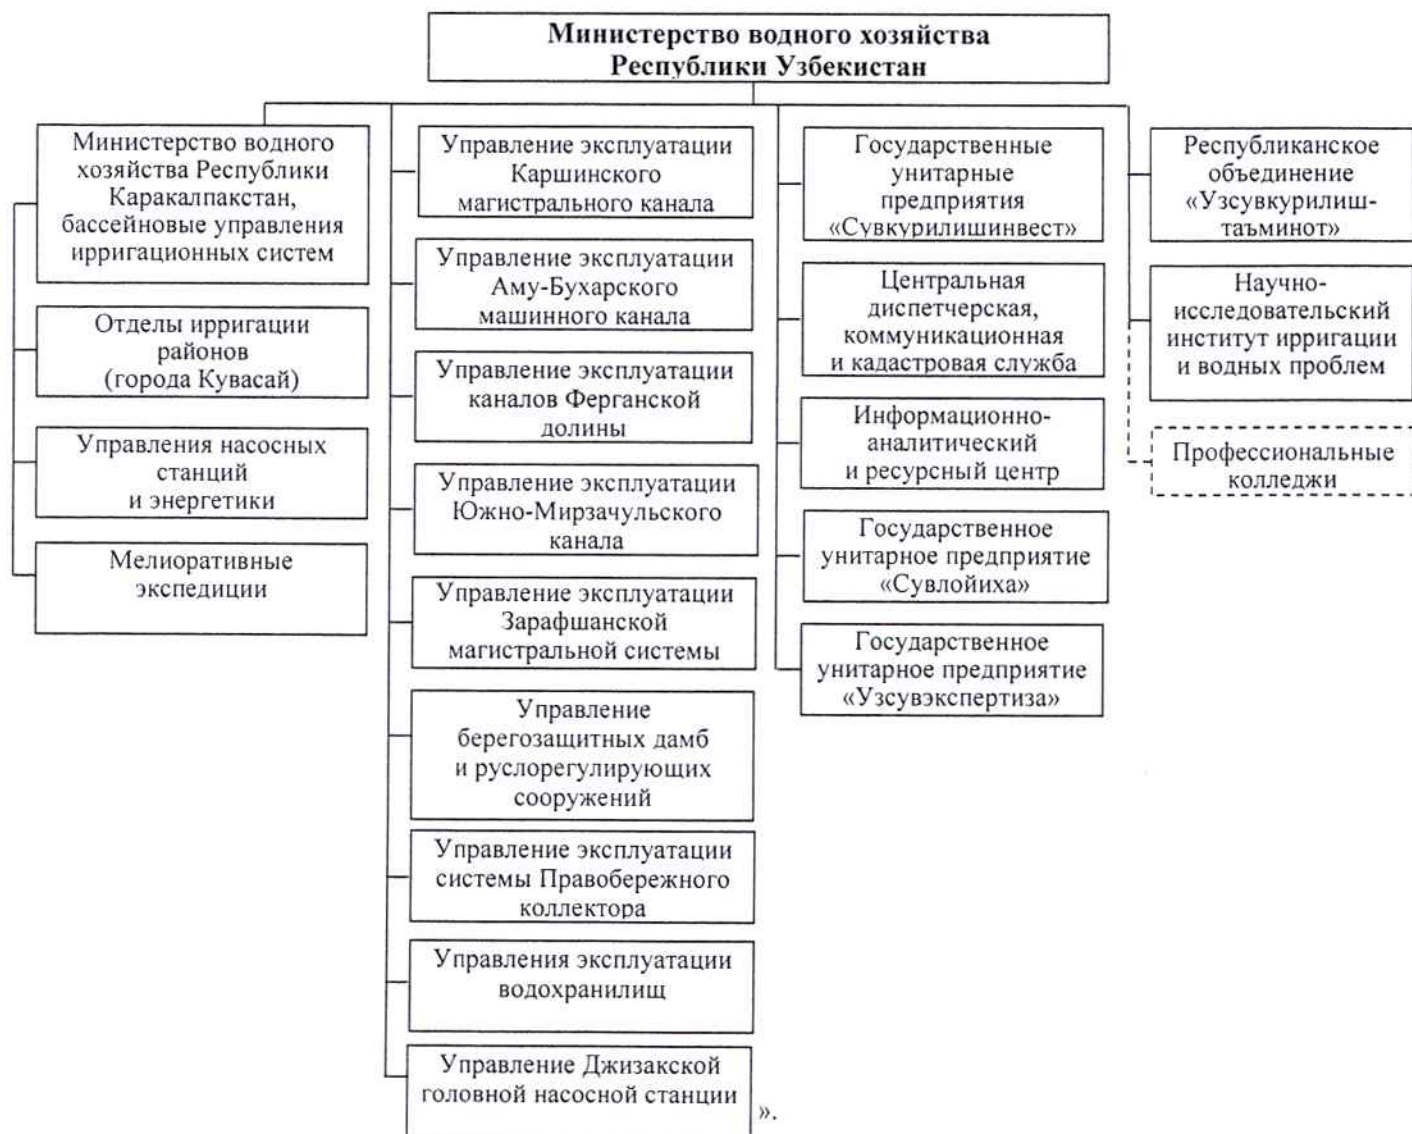 Министерство водного хозяйства
Республики Узбекистан
Министерство водного
хозяйства Республики
Каракалпакстан,
бассейновые управления
ирригационных систем
Отделы ирригации
районов
(города Кувасай)
Управления насосных
станций
и энергетики
Мелиоративные
экспедиции
Управление эксплуатации
Каршинского
магистрального канала
Управление эксплуатации
Аму-Бухарского
машинного канала
Управление эксплуатации
каналов Ферганской
долины
Управление эксплуатации
Южно-Мирзачульского
канала
Управление эксплуатации
Зарафшанской
магистральной системы
Управление
берегозащитных дамб
и руслорегулирующих
сооружений
Управление эксплуатации
системы Правобережного
коллектора
Управления эксплуатации
водохранилищ
Управление Джизакской
головной насосной станции
».
Государственные
унитарные
предприятия
«Сувкурилишинвест»
Центральная
диспетчерская,
коммуникационная
и кадастровая служба
Информационно-
аналитический
и ресурсный центр
Государственное
унитарное предприятие
«Сувлойиха»
Государственное
унитарное предприятие
«Узсувэкспертиза»
Республиканское
объединение
«Узсувкурилиш-
таъминот»
Научно-
исследовательский
институт ирригации
и водных проблем
Профессиональные
колледжи